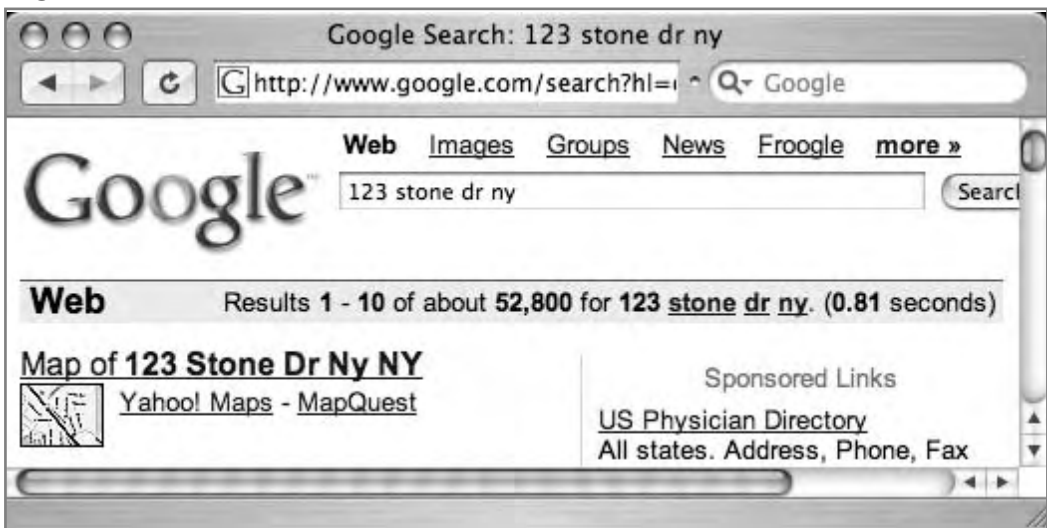 Google Search: 123 stone dr ny
G http://www.google.com/search?hl= Google
Web Images Groups News Froogle more »
Google™
123 stone dr ny Search
Web Results 1 - 10 of about 52,800 for 123 stone dr ny. (0.81 seconds)
Map of 123 Stone Dr Ny NY
Yahoo! Maps - MapQuest
Sponsored Links
US Physician Directory
All states. Address, Phone, Fax